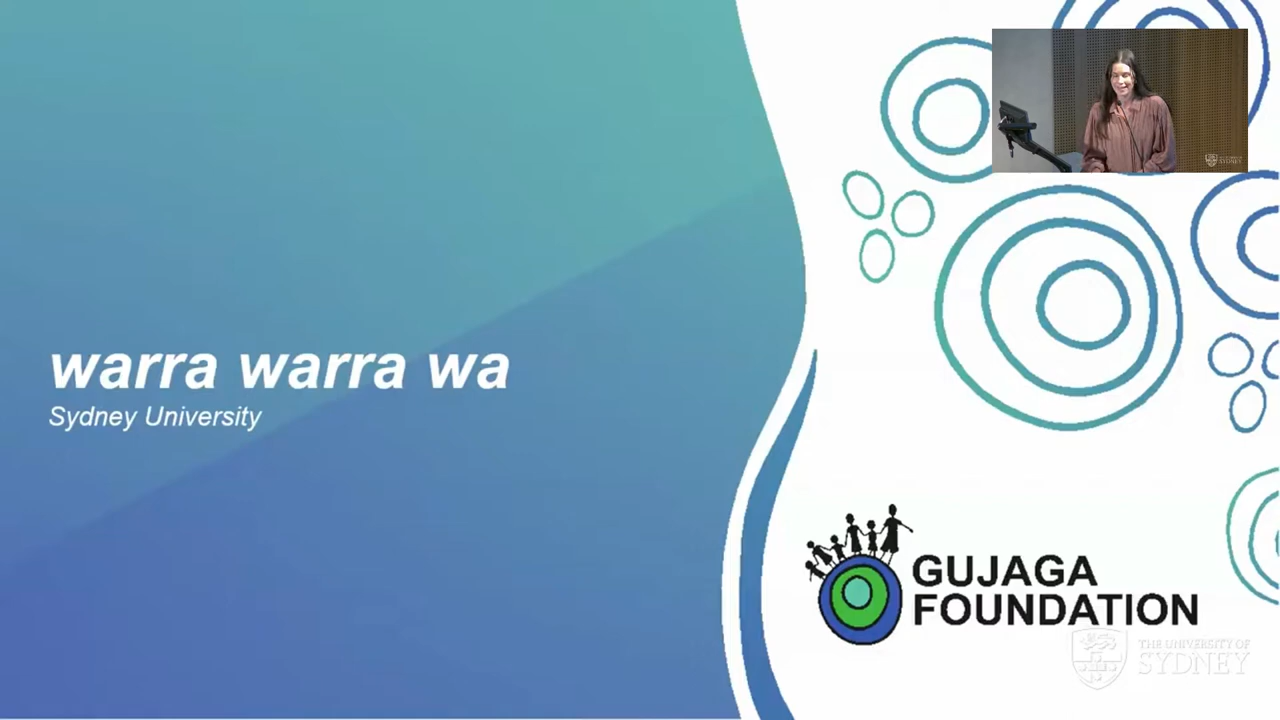 warra warra wa
Sydney University
GUJAGA
FOUNDATION
THE UNIVERSITY OF
SYDNEY